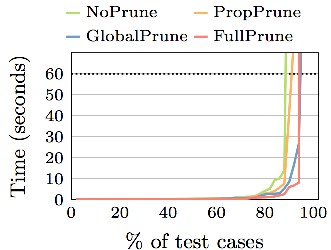 NoPrune PropPrune
GlobalPrune FullPrune
Time (seconds)
60
50
40
30
20
10
0
0 20 40 60 80 100
% of test cases